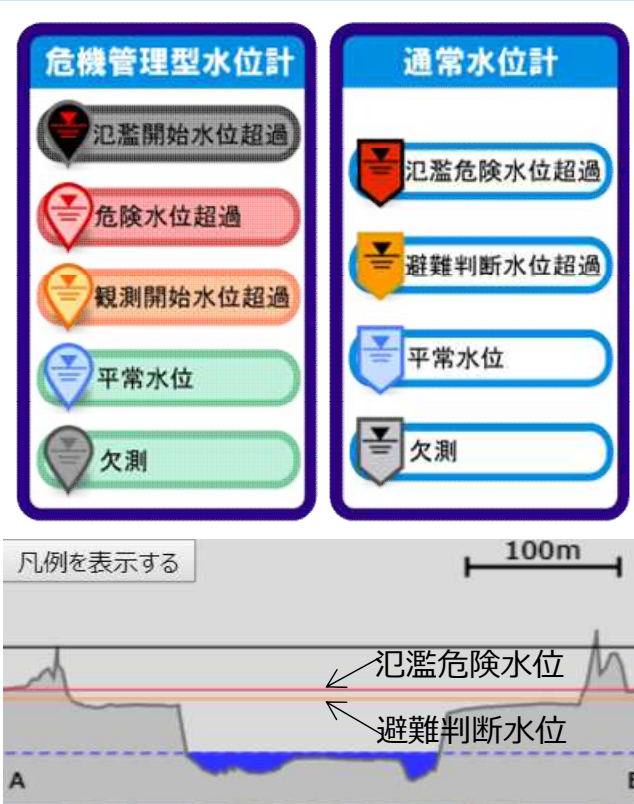 危機管理型水位計
氾濫開始水位超過
危険水位超過
観測開始水位超過
平常水位
欠測
通常水位計
氾濫危険水位超過
避難判断水位超過
平常水位
欠測
凡例を表示する
100m
氾濫危険水位
避難判断水位
A